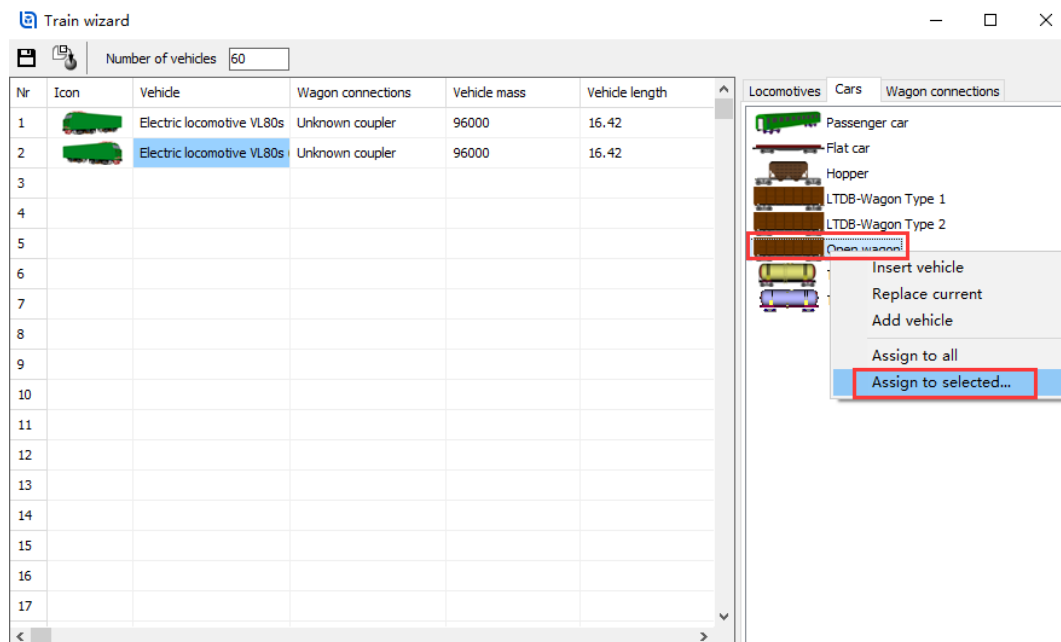 Train wizard
Number of vehicles 60
Nr Icon Vehicle Wagon connections Vehicle mass Vehicle length
1 Electric locomotive VL80s Unknown coupler 96000 16.42
2 Electric locomotive VL80s Unknown coupler 96000 16.42
3
4
5
6
7
8
9
10
11
12
13
14
15
16
17
Locomotives Cars Wagon connections
Passenger car
Flat car
Hopper
LTDB-Wagon Type 1
LTDB-Wagon Type 2
Open wagon
Insert vehicle
Replace current
Add vehicle
Assign to all
Assign to selected...